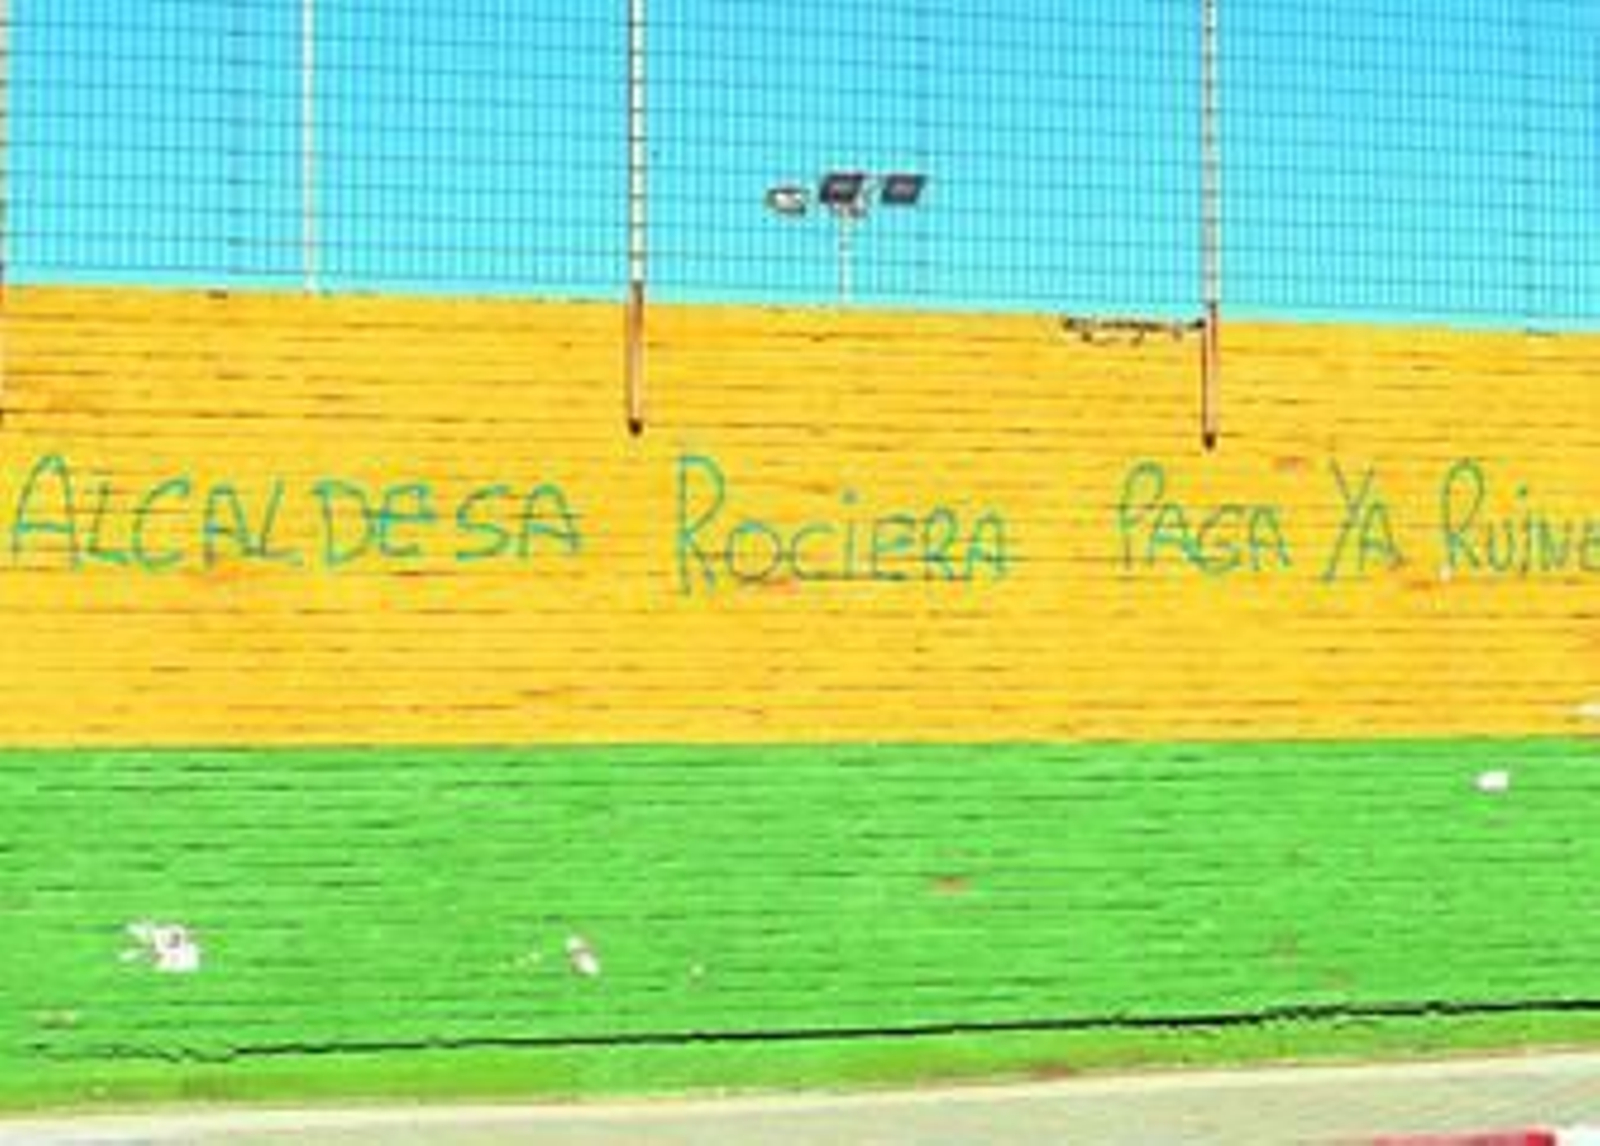 ALCALDESA ROCIERA PAGA YA RUINE